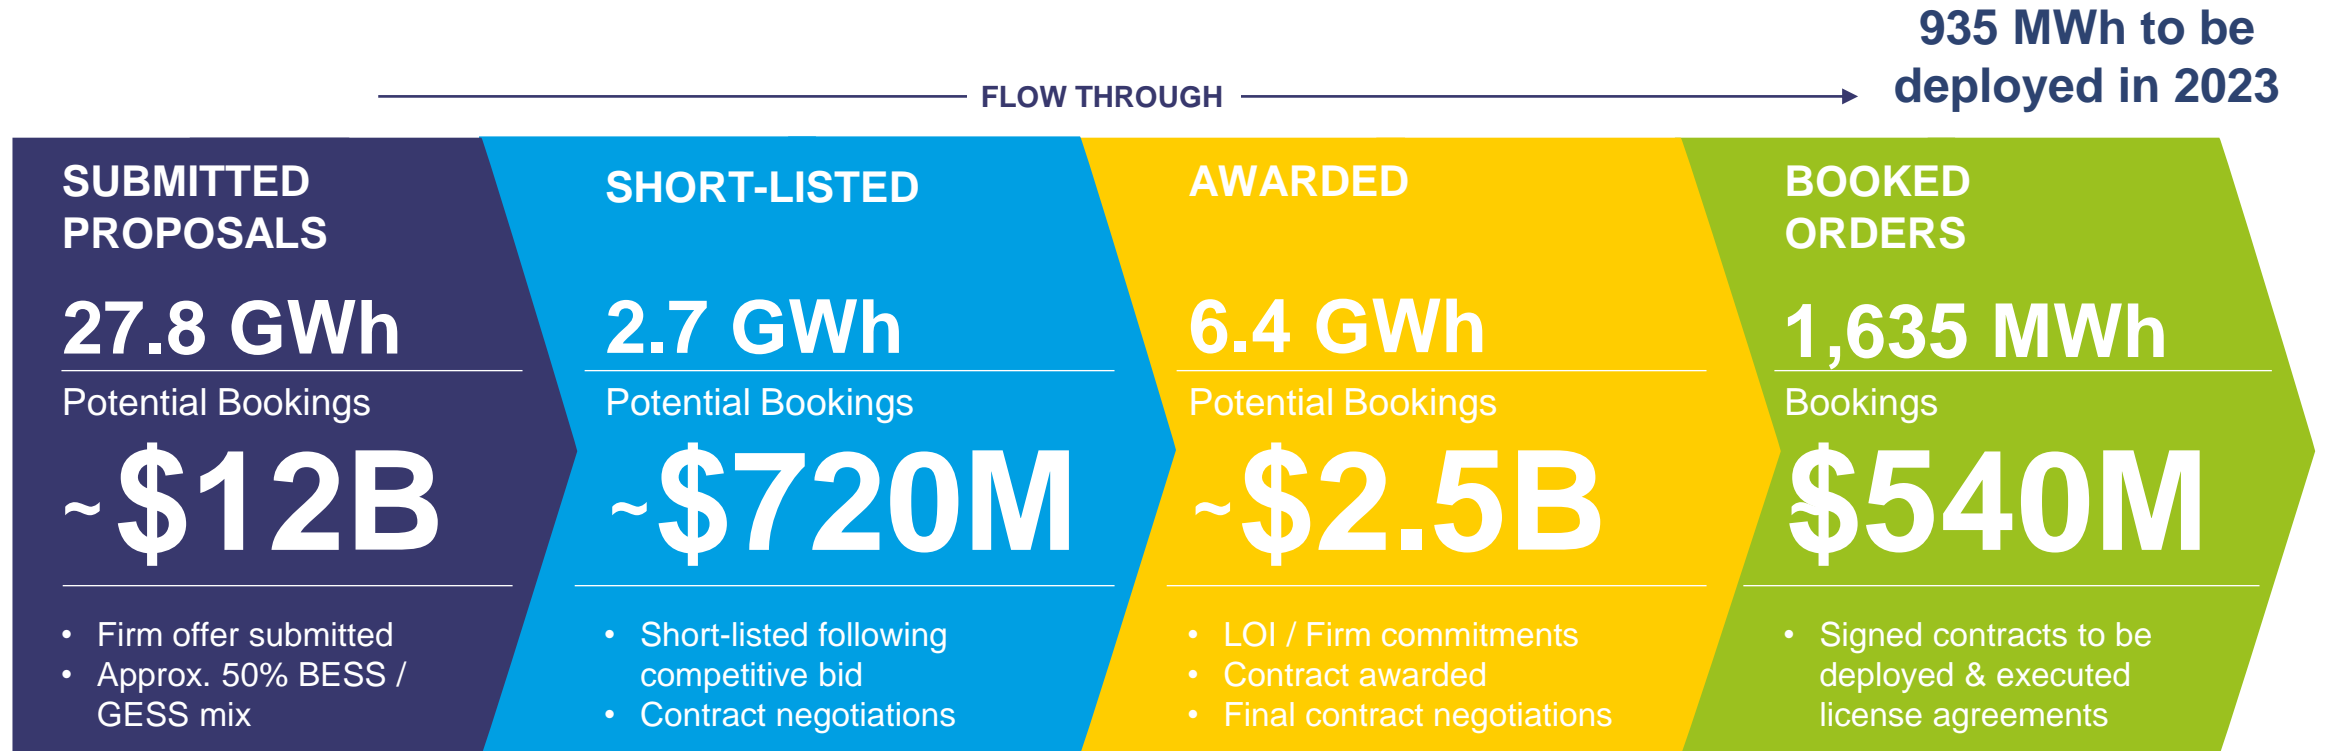 935 MWh to be
deployed in 2023
FLOW THROUGH
SUBMITTED
PROPOSALS
27.8 GWh
Potential Bookings
~$12B
• Firm offer submitted
• Approx. 50% BESS /
GESS mix
SHORT-LISTED
2.7 GWh
Potential Bookings
~$720M
• Short-listed following
competitive bid
• Contract negotiations
AWARDED
6.4 GWh
Potential Bookings
~$2.5B
• LOI / Firm commitments
• Contract awarded
• Final contract negotiations
BOOKED
ORDERS
1,635 MWh
Bookings
~$540M
• Signed contracts to be
deployed & executed
license agreements